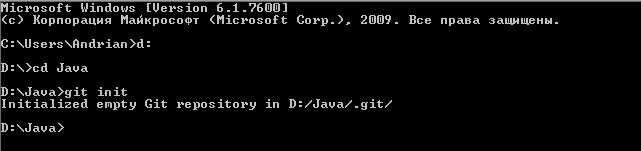 Microsoft Windows [Version 6.1.7600]
(c) Корпорация Майкрософт (Microsoft Corp.), 2009. Все права защищены.
C:\Users\Andrian>d:
D:\>cd Java
D:\Java>git init
Initialized empty Git repository in D:/Java/.git/
D:\Java>